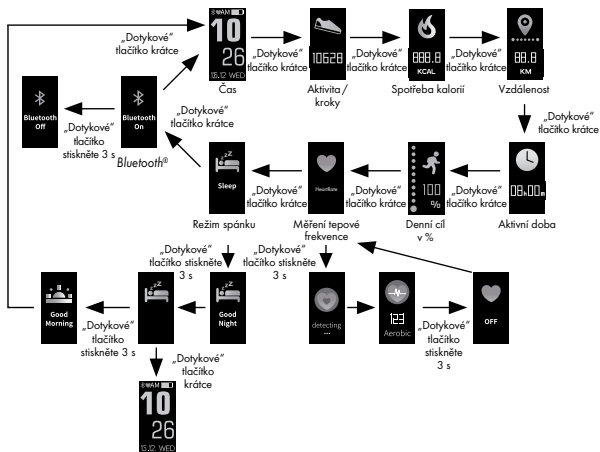 „Dotykové“
tlačítko krátce
AM
10
26
15.12 WED
Čas
„Dotykové“
tlačítko krátce
10628
Aktivita/
kroky
„Dotykové“
tlačítko krátce
888.8
KCAL
Spotřeba kalorií
„Dotykové“
tlačítko krátce
88.8
KM
Vzdálenost
„Dotykové“
tlačítko krátce
Bluetooth
Off
„Dotykové“
tlačítko
stiskněte 3 s
Bluetooth
On
Bluetooth®
„Dotykové“
tlačítko krátce
Sleep
Režim spánku
„Dotykové“
tlačítko krátce
HeartRate
Měření tepové
frekvence
„Dotykové“
tlačítko krátce
100
%
Denní cíl
v %
„Dotykové“
tlačítko krátce
08h00m
Aktivní doba
„Dotykové“
tlačítko stiskněte
3 s
„Dotykové“
tlačítko stiskněte
3 s
Good
Morning
„Dotykové“
tlačítko
stiskněte 3 s
Good
Night
detecting
...
123
Aerobic
„Dotykové“
tlačítko
stiskněte
3 s
OFF
„Dotykové“
tlačítko
krátce
AM
10
26
15.12 WED